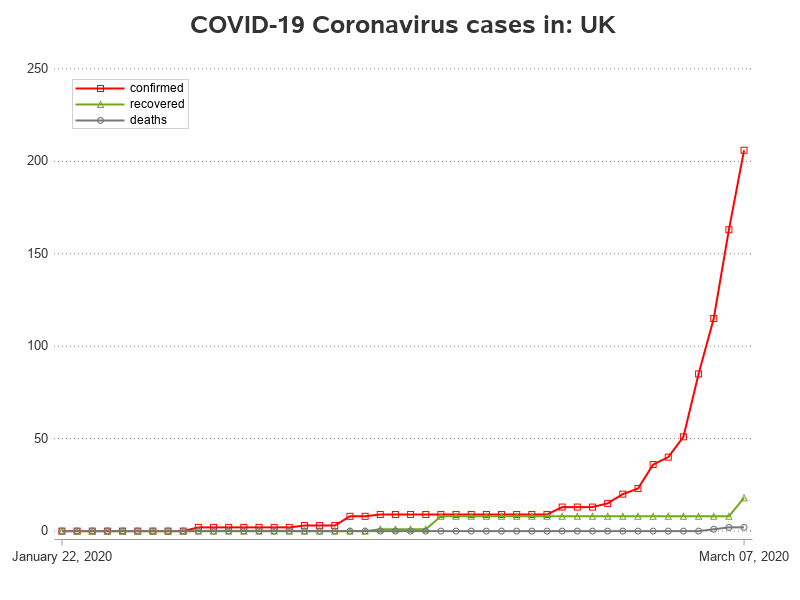 COVID-19 Coronavirus cases in: UK
250
confirmed
recovered
deaths
200
150
100
50
0
January 22, 2020
March 07, 2020